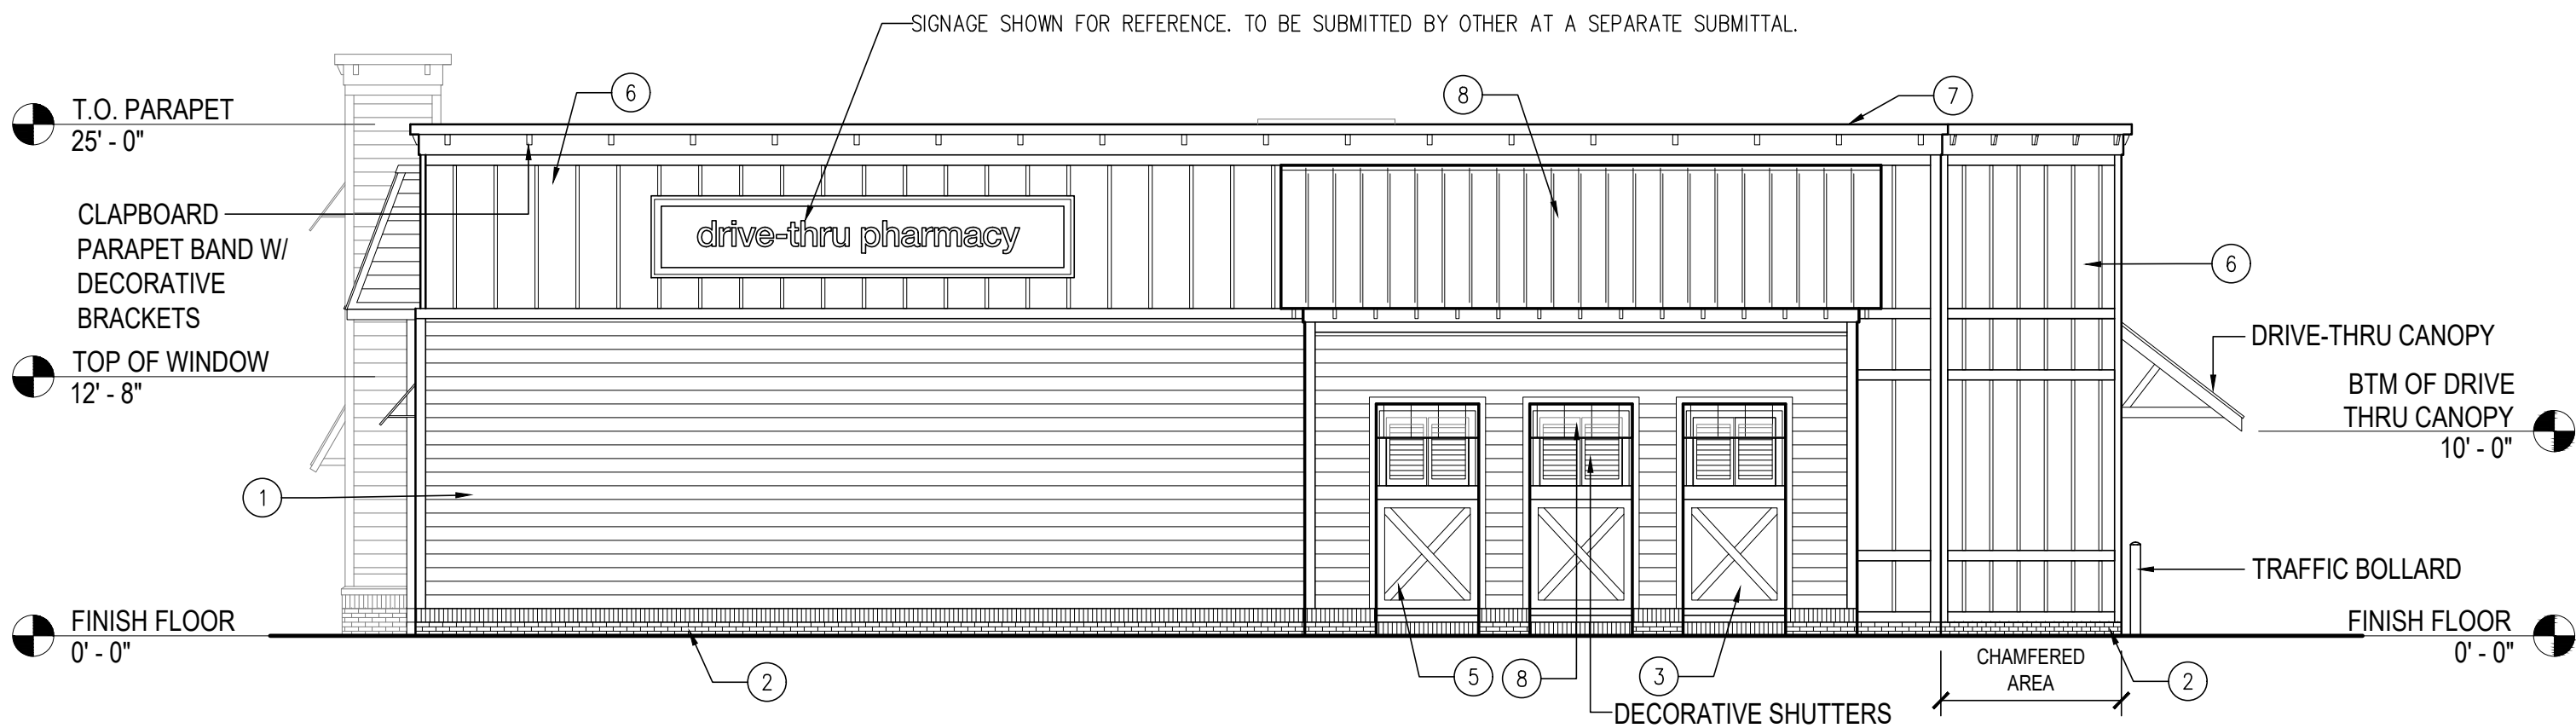 SIGNAGE SHOWN FOR REFERENCE. TO BE SUBMITTED BY OTHER AT A SEPARATE SUBMITTAL.
6
8
7
T.O. PARAPET
25' - 0"
CLAPBOARD
PARAPET BAND W/
DECORATIVE
BRACKETS
drive-thru pharmacy
6
DRIVE-THRU CANOPY
TOP OF WINDOW
12' - 8"
BTM OF DRIVE
THRU CANOPY
10' - 0"
1
TRAFFIC BOLLARD
FINISH FLOOR
0' - 0"
FINISH FLOOR
0' - 0"
2
5
8
3
CHAMFERED
AREA
2
DECORATIVE SHUTTERS